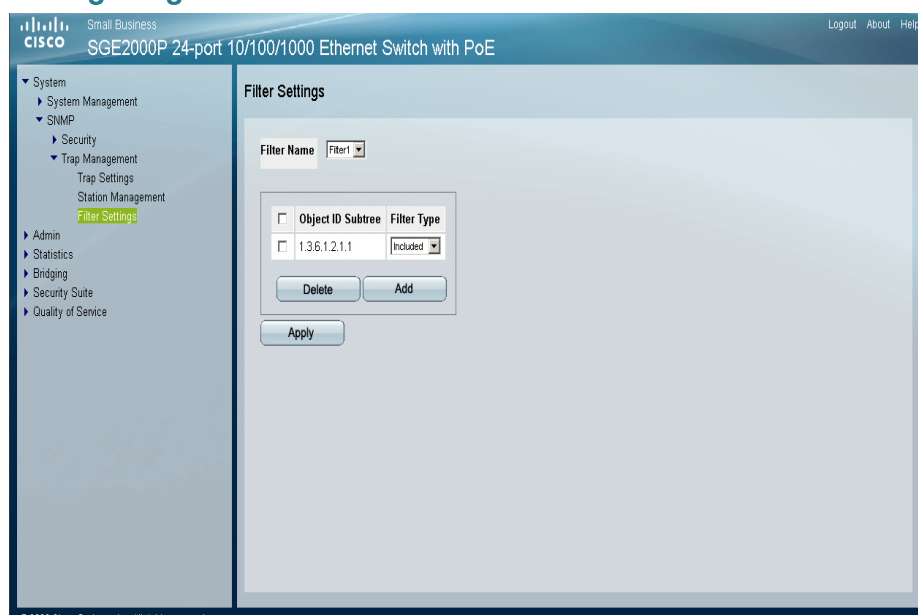 Small Business
CISCO
SGE2000P 24-port 10/100/1000 Ethernet Switch with PoE
Logout About Help
System
System Management
SNMP
Security
Trap Management
Trap Settings
Station Management
Filter Settings
Admin
Statistics
Bridging
Security Suite
Quality of Service
Filter Settings
Filter Name Filter1
Object ID Subtree Filter Type
1.3.6.1.2.1.1 Included
Delete Add
Apply